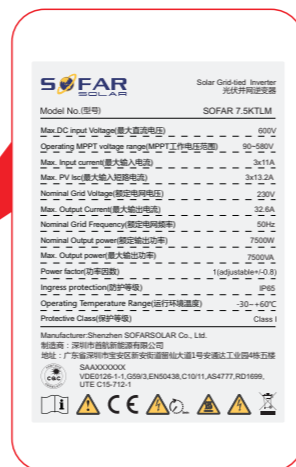 SOFAR
SOLAR
Solar Grid-tied Inverter
光伏并网逆变器
Model No.(型号) SOFAR 7.5KTLM
Max.DC input Voltage(最大直流电压) 600V
Operating MPPT voltage range(MPPT工作电压范围) 90~580V
Max. Input current(最大输入电流) 3x11A
Max. PV Isc(最大输入短路电流) 3x13.2A
Nominal Grid Voltage(额定电网电压) 230V
Max. Output Current(最大输出电流) 32.6A
Nominal Grid Frequency(额定电网频率) 50Hz
Nominal Output power(额定输出功率) 7500W
Max. Output power(最大输出功率) 7500VA
Power factor(功率因数) 1(adjustable+/-0.8)
Ingress protection(防护等级) IP65
Operating Temperature Range(运行环境温度) -30~+60℃
Protective Class(保护等级) Class I
Manufacturer:Shenzhen SOFARSOLAR Co., Ltd.
制造商：深圳市首航新能源有限公司
地址：广东省深圳市宝安区新安街道留仙大道1号安通达工业园4栋五楼
SAAXXXXXX
VDE0126-1-1,G59/3,EN50438,C10/11,AS4777,RD1699,
UTE C15-712-1
CE